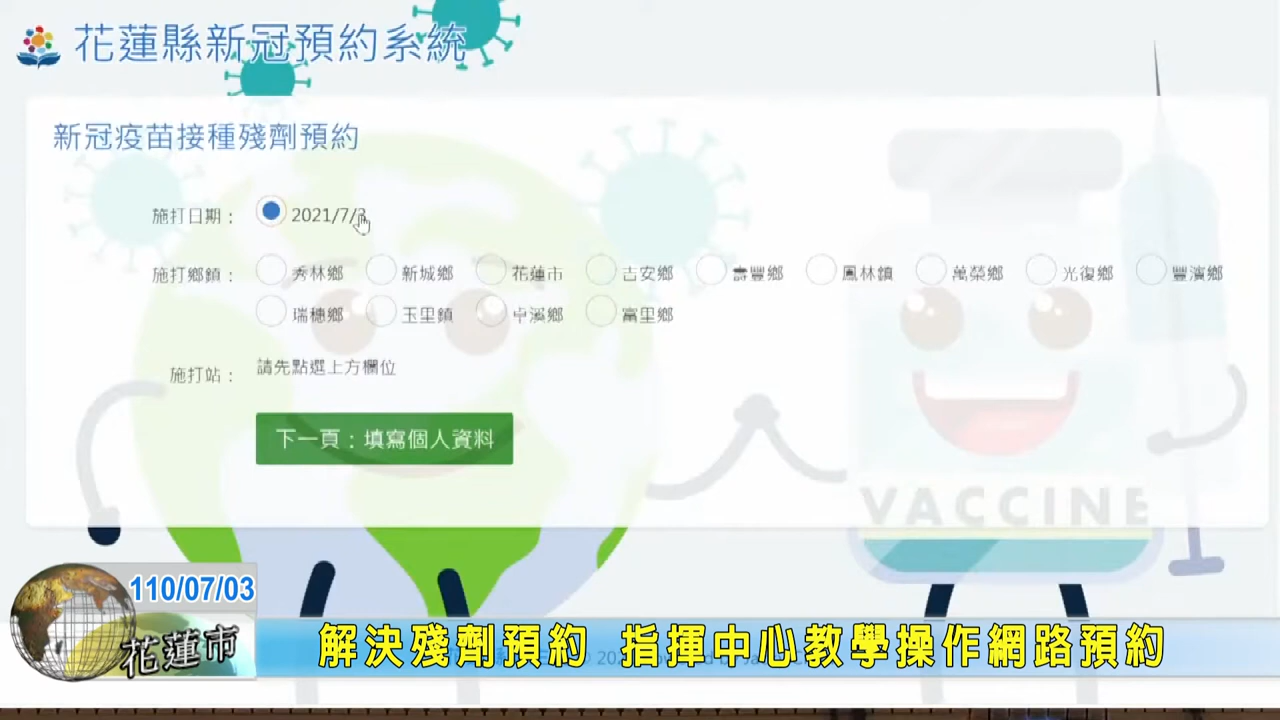 花蓮縣新冠預約系統
新冠疫苗接種殘劑預約
施打日期： 2021/7/3
施打鄉鎮： 秀林鄉 新城鄉 花蓮市 吉安鄉 壽豐鄉 鳳林鎮 萬榮鄉 光復鄉 豐濱鄉
瑞穗鄉 玉里鎮 卓溪鄉 富里鄉
施打站： 請先點選上方欄位
下一頁：填寫個人資料
VACCINE
110/07/03
花蓮市
解決殘劑預約 指揮中心教學操作網路預約